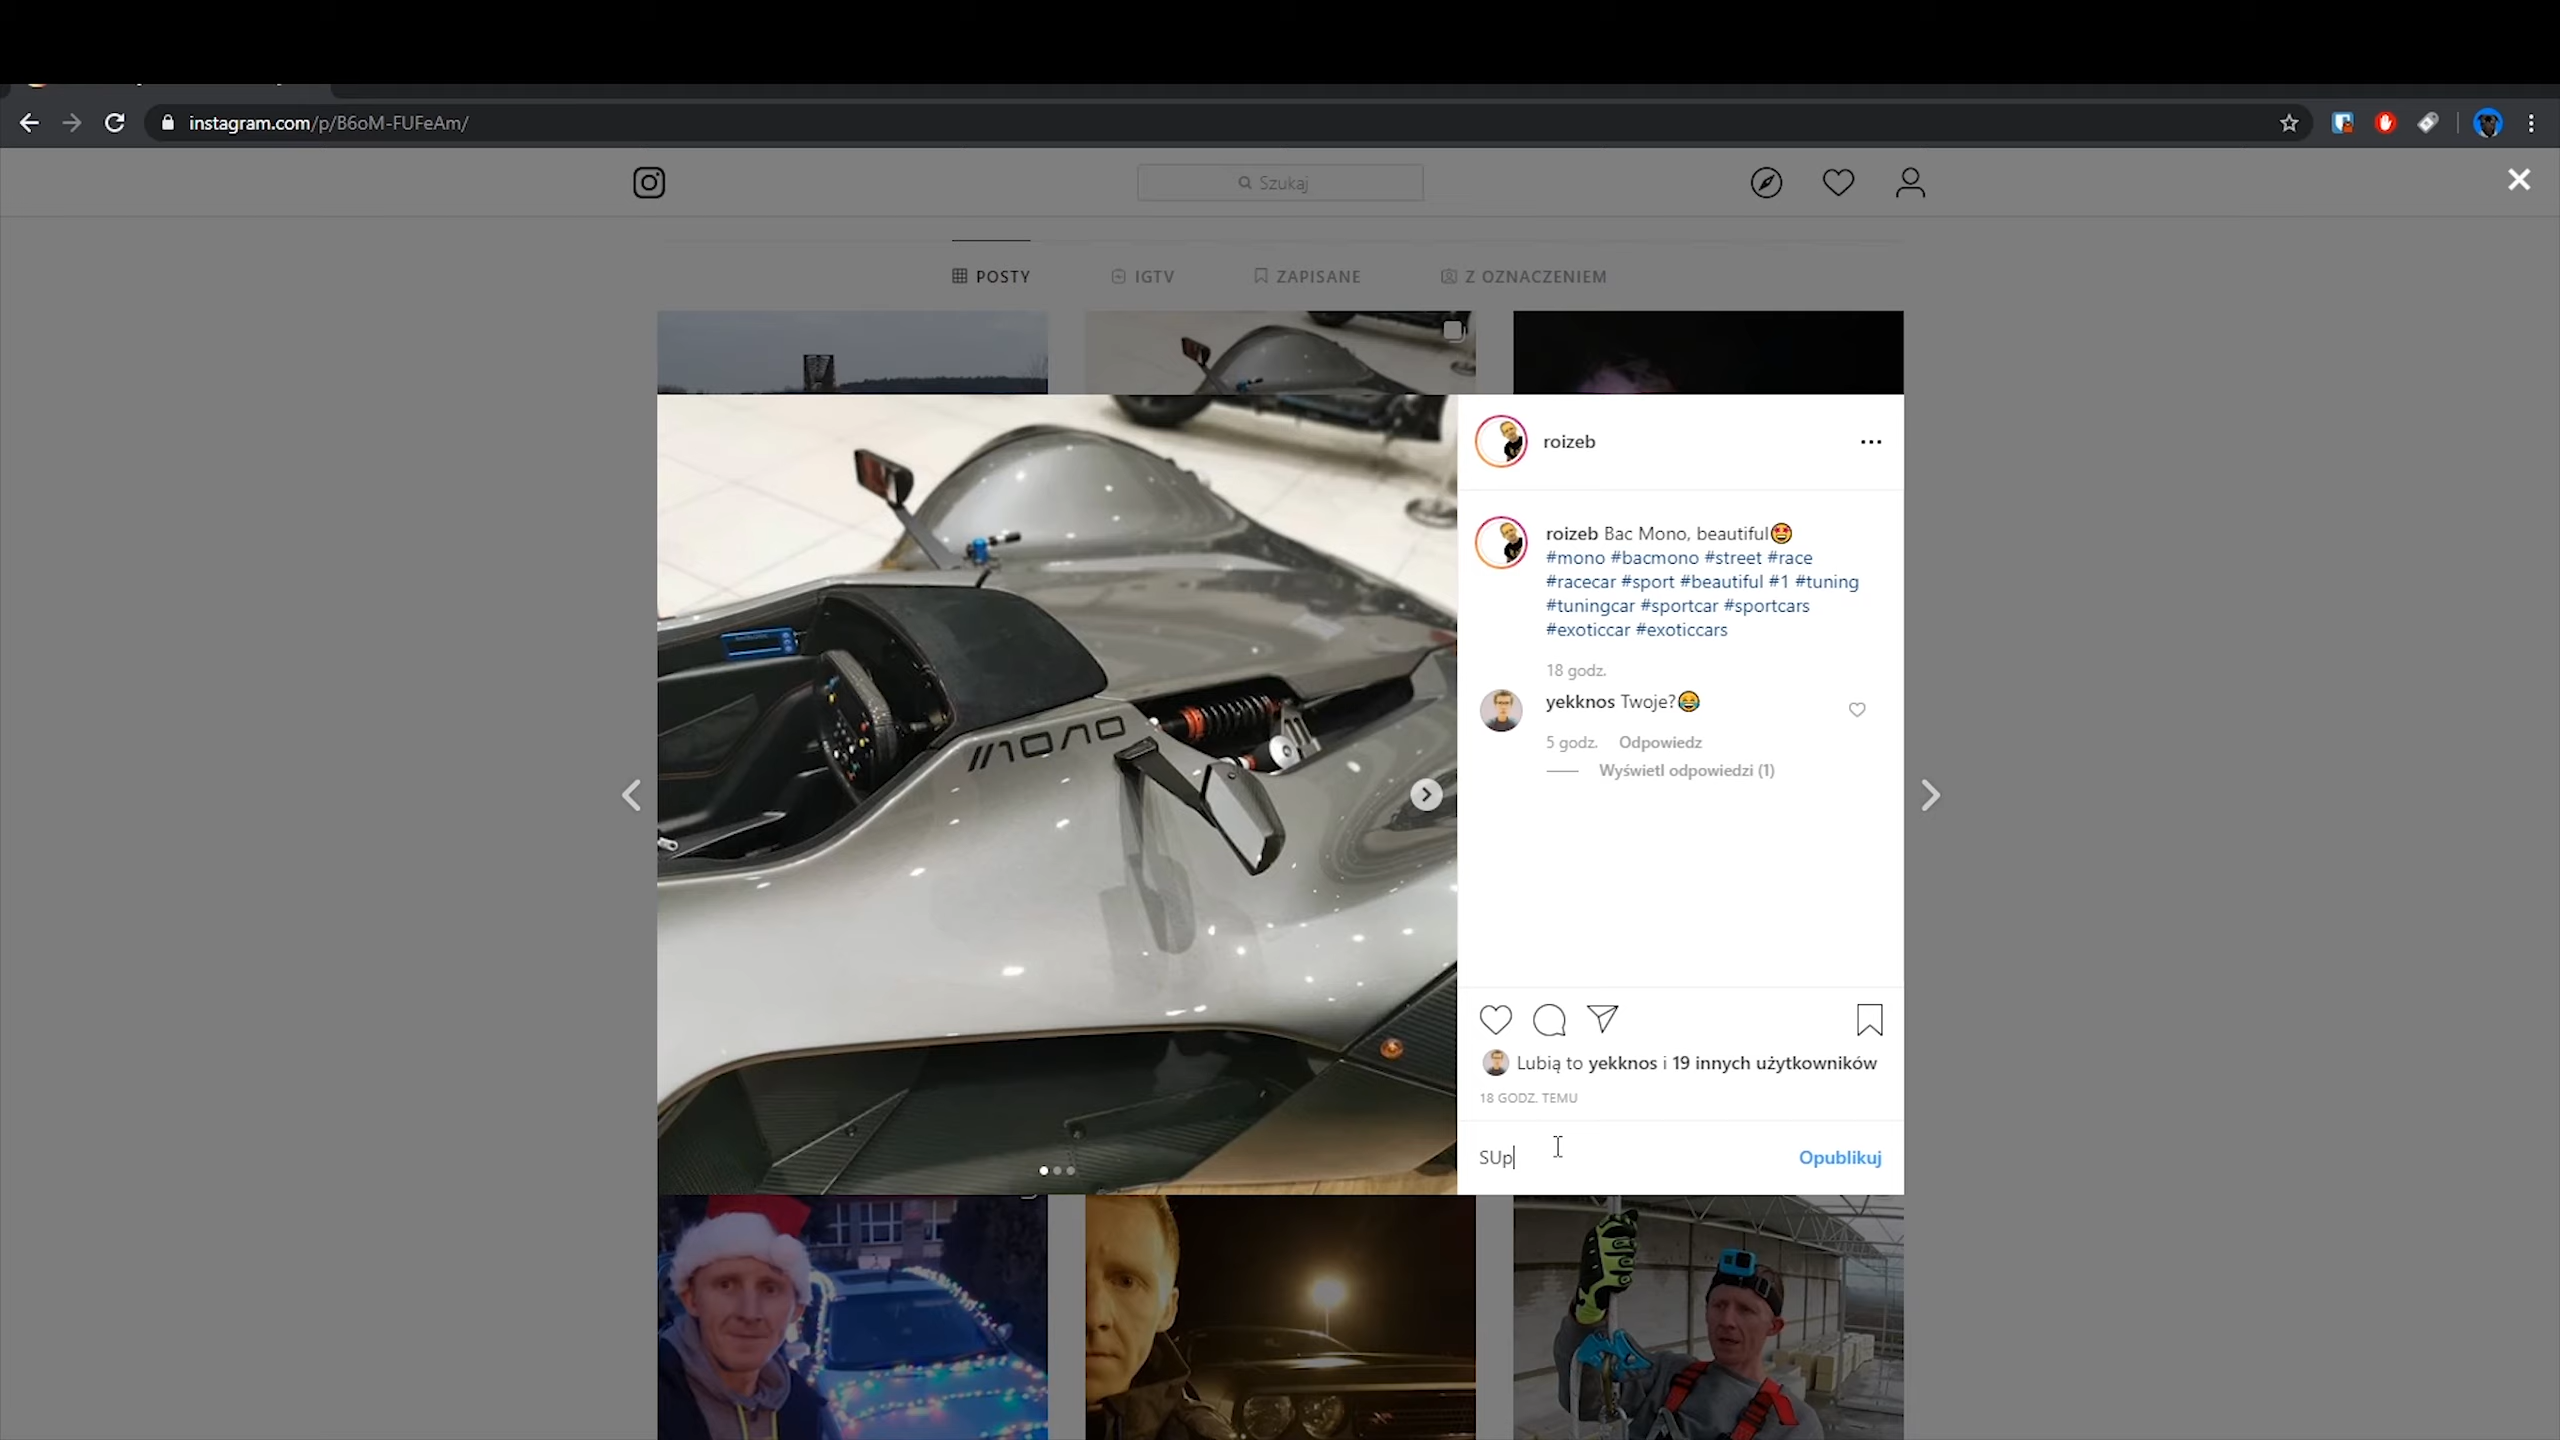 instagram.com/p/B6oM-FUFeAm/
Szukaj
POSTY
IGTV
ZAPISANE
Z OZNACZENIEM
roizeb
roizeb Bac Mono, beautiful🤩
#mono #bacmono #street #race
#racecar #sport #beautiful #1 #tuning
#tuningcar #sportcar #sportcars
#exoticcar #exoticcars
18 godz.
yekknos Twoje?😂
5 godz. Odpowiedz
Wyświetl odpowiedzi (1)
mono
Lubią to yekknos i 19 innych użytkowników
18 GODZ. TEMU
SUp
Opublikuj